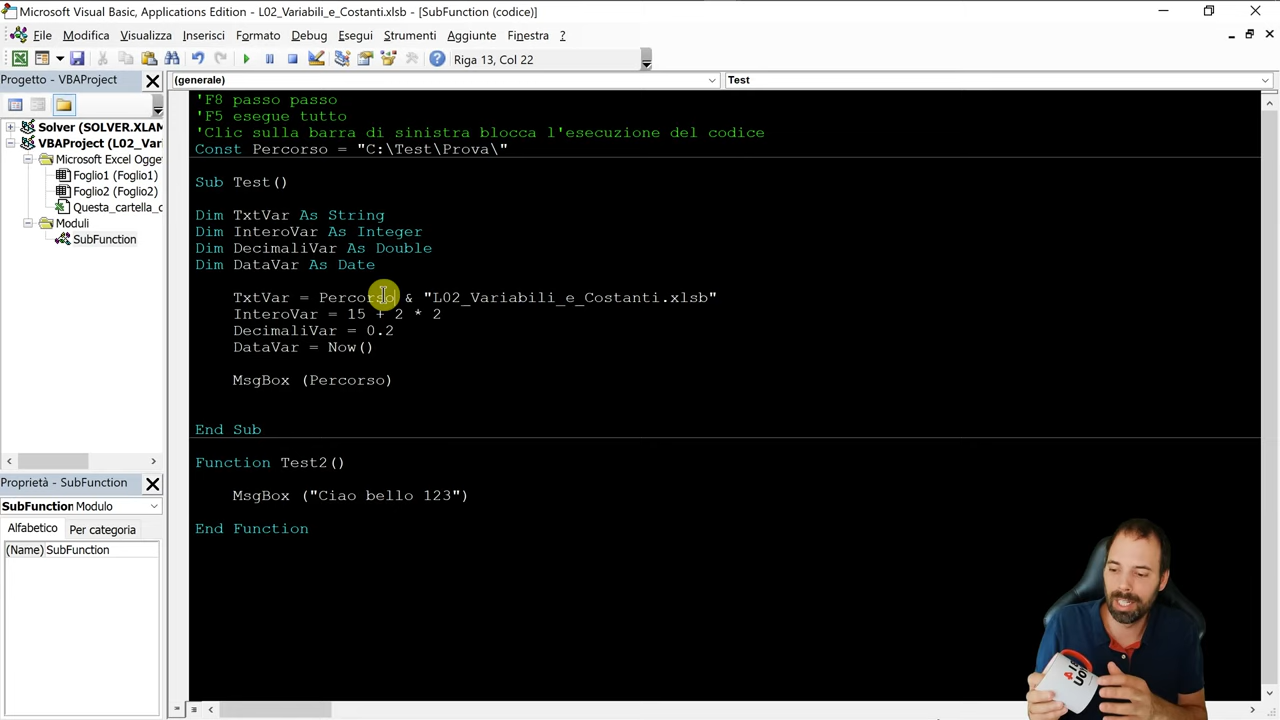 Microsoft Visual Basic, Applications Edition - L02_Variabili_e_Costanti.xlsb - [SubFunction (codice)]
File Modifica Visualizza Inserisci Formato Debug Esegui Strumenti Aggiunte Finestra ?
Riga 13, Col 22
Progetto - VBAProject
(generale)
Test
Solver (SOLVER.XLAM
VBAProject (L02_Var
Microsoft Excel Ogge
Foglio1 (Foglio1)
Foglio2 (Foglio2)
Questa_cartella_c
Moduli
SubFunction
Proprietà - SubFunction
SubFunction Modulo
Alfabetico Per categoria
(Name) SubFunction
'F8 passo passo
'F5 esegue tutto
'Clic sulla barra di sinistra blocca l'esecuzione del codice
Const Percorso = "C:\Test\Prova\"
Sub Test()
Dim TxtVar As String
Dim InteroVar As Integer
Dim DecimaliVar As Double
Dim DataVar As Date
TxtVar = Percorso & "L02_Variabili_e_Costanti.xlsb"
InteroVar = 15 + 2 * 2
DecimaliVar = 0.2
DataVar = Now()
MsgBox (Percorso)
End Sub
Function Test2()
MsgBox ("Ciao bello 123")
End Function